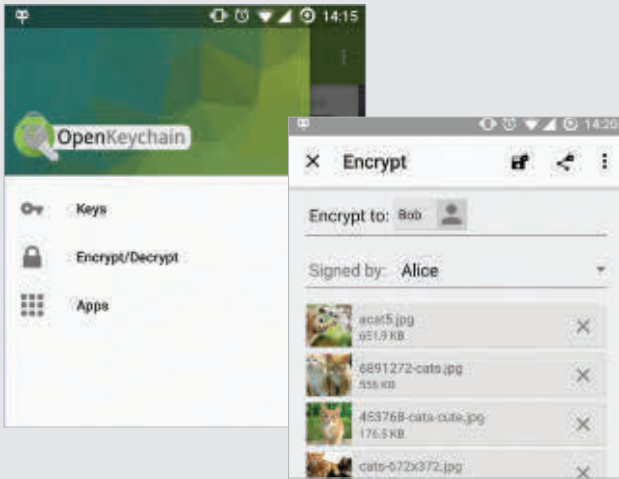 14:15
OpenKeychain
Keys
Encrypt/Decrypt
Apps
14:20
Encrypt
Encrypt to: Bob
Signed by: Alice
acat5.jpg
651.9 KB
6891272-cats.jpg
556 KB
453768-cats-cute.jpg
176.5 KB
cats-672x372.jpg